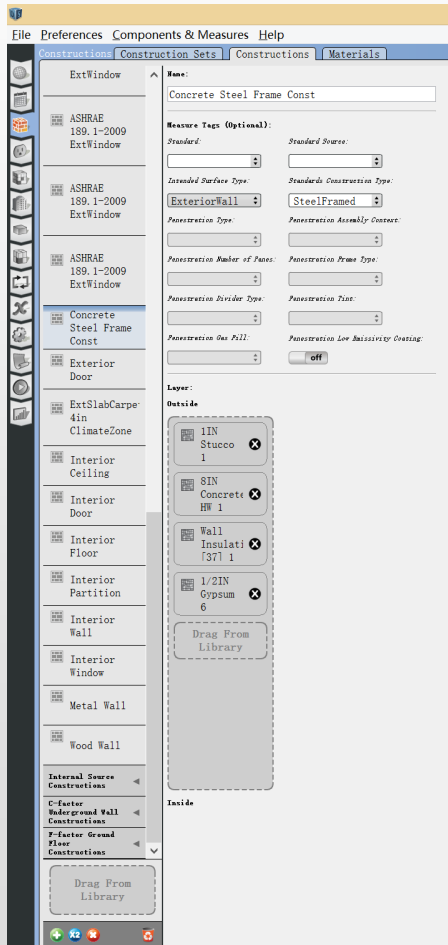 File Preferences Components & Measures Help
Constructions Construction Sets Constructions Materials
ExtWindow
ASHRAE
189.1-2009
ExtWindow
ASHRAE
189.1-2009
ExtWindow
ASHRAE
189.1-2009
ExtWindow
Concrete
Steel Frame
Const
Exterior
Door
ExtSlabCarpe
4in
ClimateZone
Interior
Ceiling
Interior
Door
Interior
Floor
Interior
Partition
Interior
Wall
Interior
Window
Metal Wall
Wood Wall
Internal Source
Constructions
C-factor
Underground Wall
Constructions
F-factor Ground
Floor
Constructions
Drag From
Library
X2
Name:
Concrete Steel Frame Const
Measure Tags (Optional):
Standard: Standard Source:
Intended Surface Type: Standards Construction Type:
ExteriorWall SteelFramed
Fenestration Type: Fenestration Assembly Context:
Fenestration Number of Panes: Fenestration Frame Type:
Fenestration Divider Type: Fenestration Tint:
Fenestration Gas Fill: Fenestration Low Emissivity Coating:
off
Layer:
Outside
1IN
Stucco
1
8IN
Concrete
HW 1
Wall
Insulati
[37] 1
1/2IN
Gypsum
6
Drag From
Library
Inside